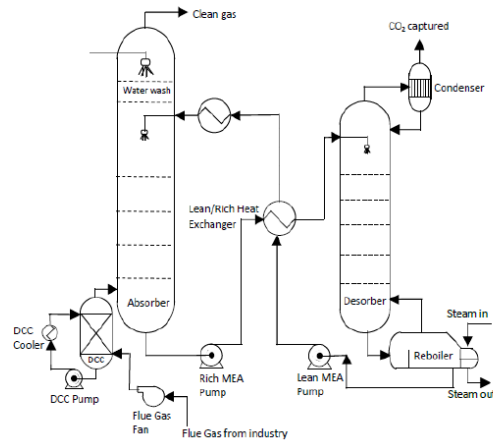 Clean gas
CO₂ captured
Water wash
Condenser
Lean/Rich Heat
Exchanger
Absorber
Desorber
DCC
Cooler
DCC
DCC Pump
Rich MEA
Pump
Lean MEA
Pump
Reboiler
Steam in
Steam out
Flue Gas
Fan
Flue Gas from industry